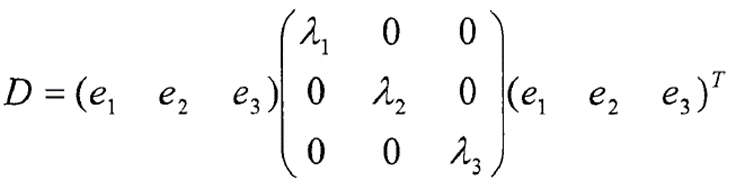 D = (e₁ e₂ e₃) ( λ₁ 0 0
0 λ₂ 0
0 0 λ₃ ) (e₁ e₂ e₃)ᵀ